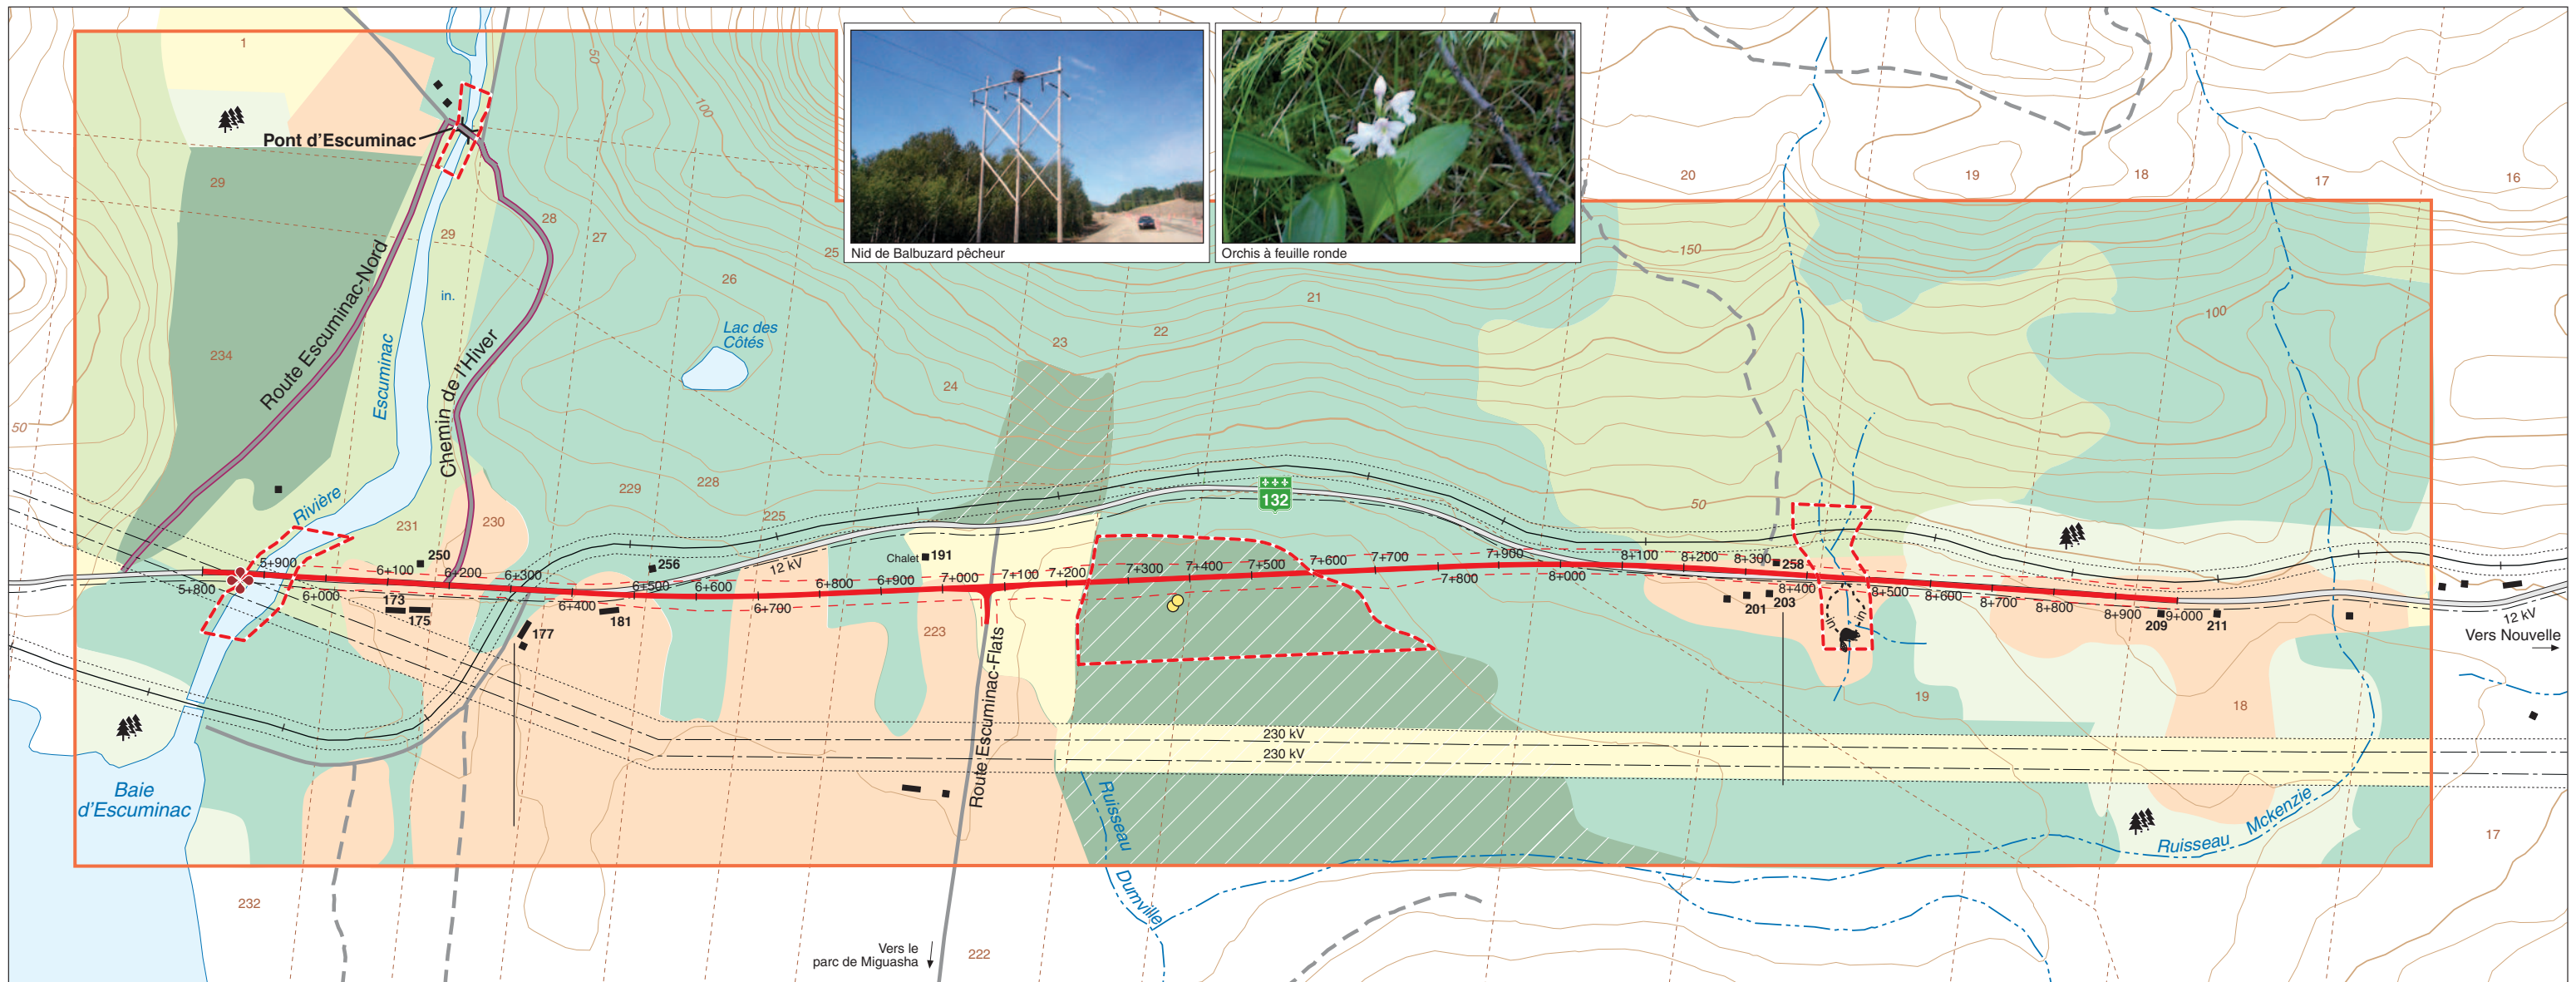 1
50
100
Pont d'Escuminac
29
29
28
27
26
25
in.
Route Escuminac-Nord
Escuminac
Chemin de l'Hiver
Rivière
234
50
Lac des
Côtés
24
23
22
21
20
19
18
17
16
150
100
50
Nid de Balbuzard pêcheur
Orchis à feuille ronde
132
231
230
229
228
225
223
250
256
Chalet
191
12 kV
258
5+800
5+900
6+000
6+100
6+200
6+300
6+400
6+500
6+600
6+700
6+800
6+900
7+000
7+100
7+200
7+300
7+400
7+500
7+600
7+700
7+800
7+900
8+000
8+100
8+200
8+300
8+400
8+500
8+600
8+700
8+800
8+900
9+000
173
175
177
181
201
203
209
211
in
in
12 kV
Vers Nouvelle
19
18
17
230 kV
230 kV
Route Escuminac-Flats
Baie
d'Escuminac
Ruisseau
Dumville
Ruisseau
Mckenzie
232
222
Vers le
parc de Miguasha